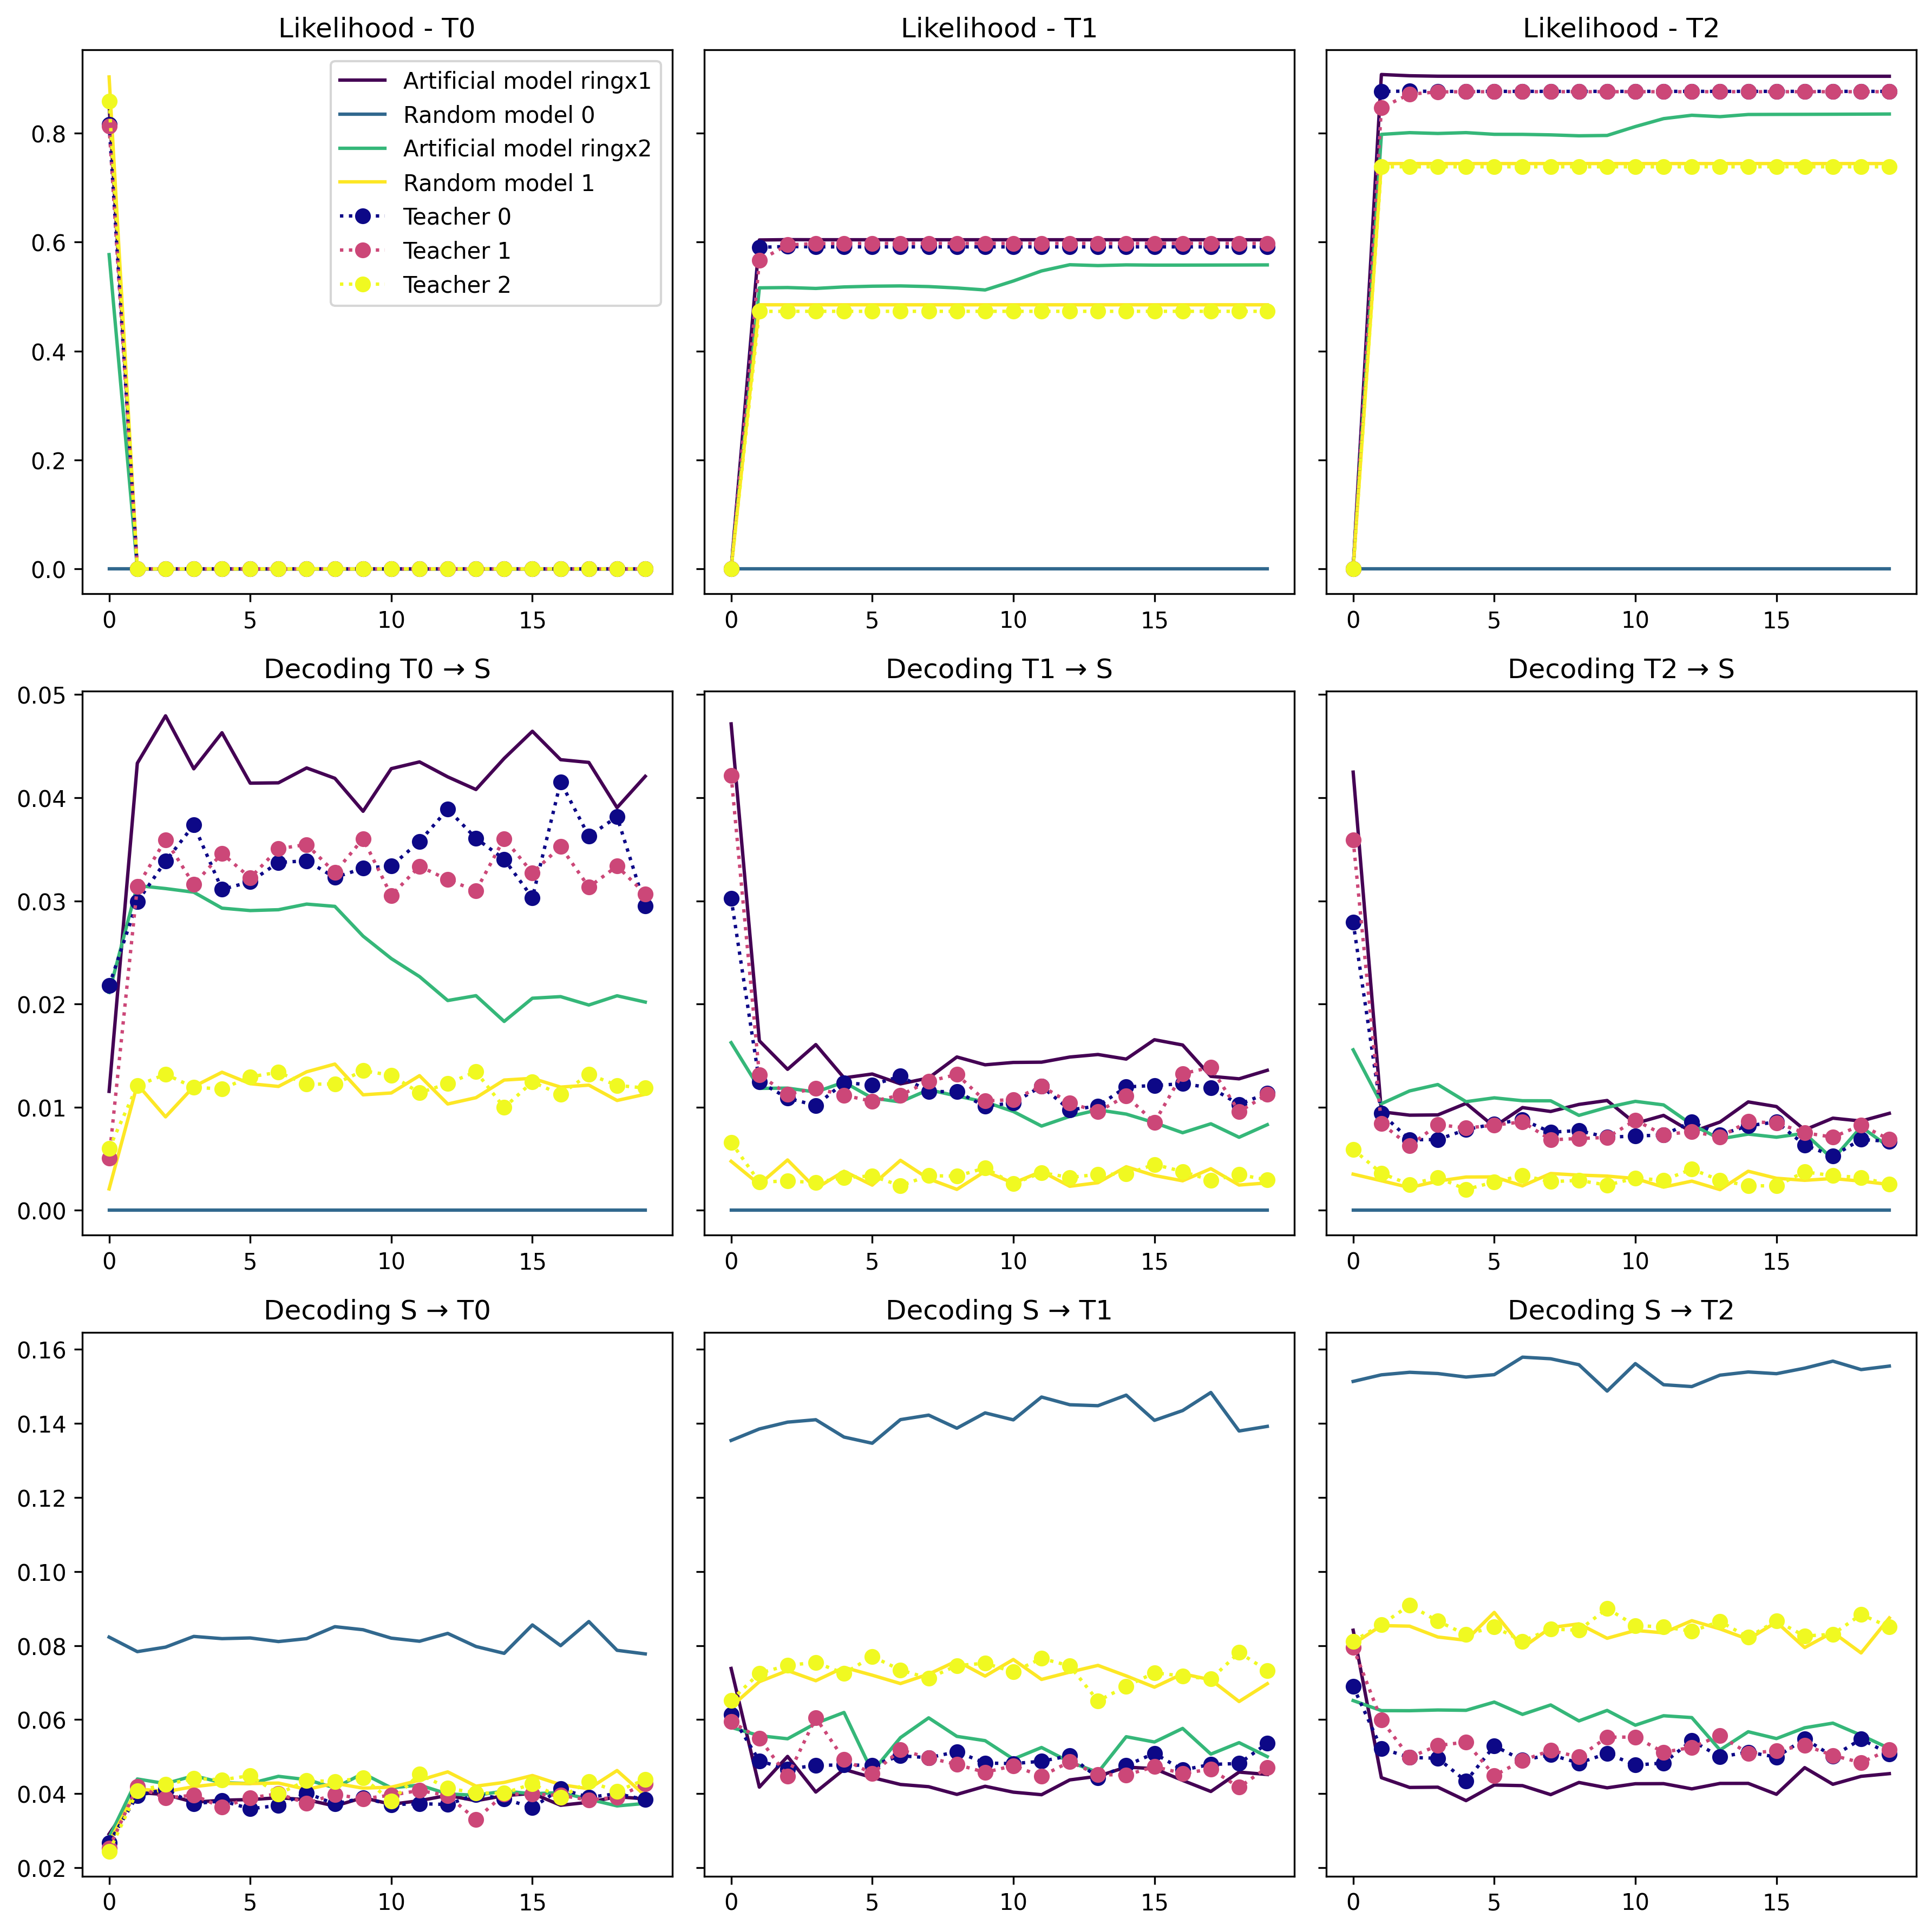 Likelihood - T0
Likelihood - T1
Likelihood - T2
Artificial model ringx1
Random model 0
Artificial model ringx2
Random model 1
Teacher 0
Teacher 1
Teacher 2
0.8
0.6
0.4
0.2
0.0
0 5 10 15
0 5 10 15
0 5 10 15
Decoding T0 → S
Decoding T1 → S
Decoding T2 → S
0.05
0.04
0.03
0.02
0.01
0.00
0 5 10 15
0 5 10 15
0 5 10 15
Decoding S → T0
Decoding S → T1
Decoding S → T2
0.16
0.14
0.12
0.10
0.08
0.06
0.04
0.02
0 5 10 15
0 5 10 15
0 5 10 15